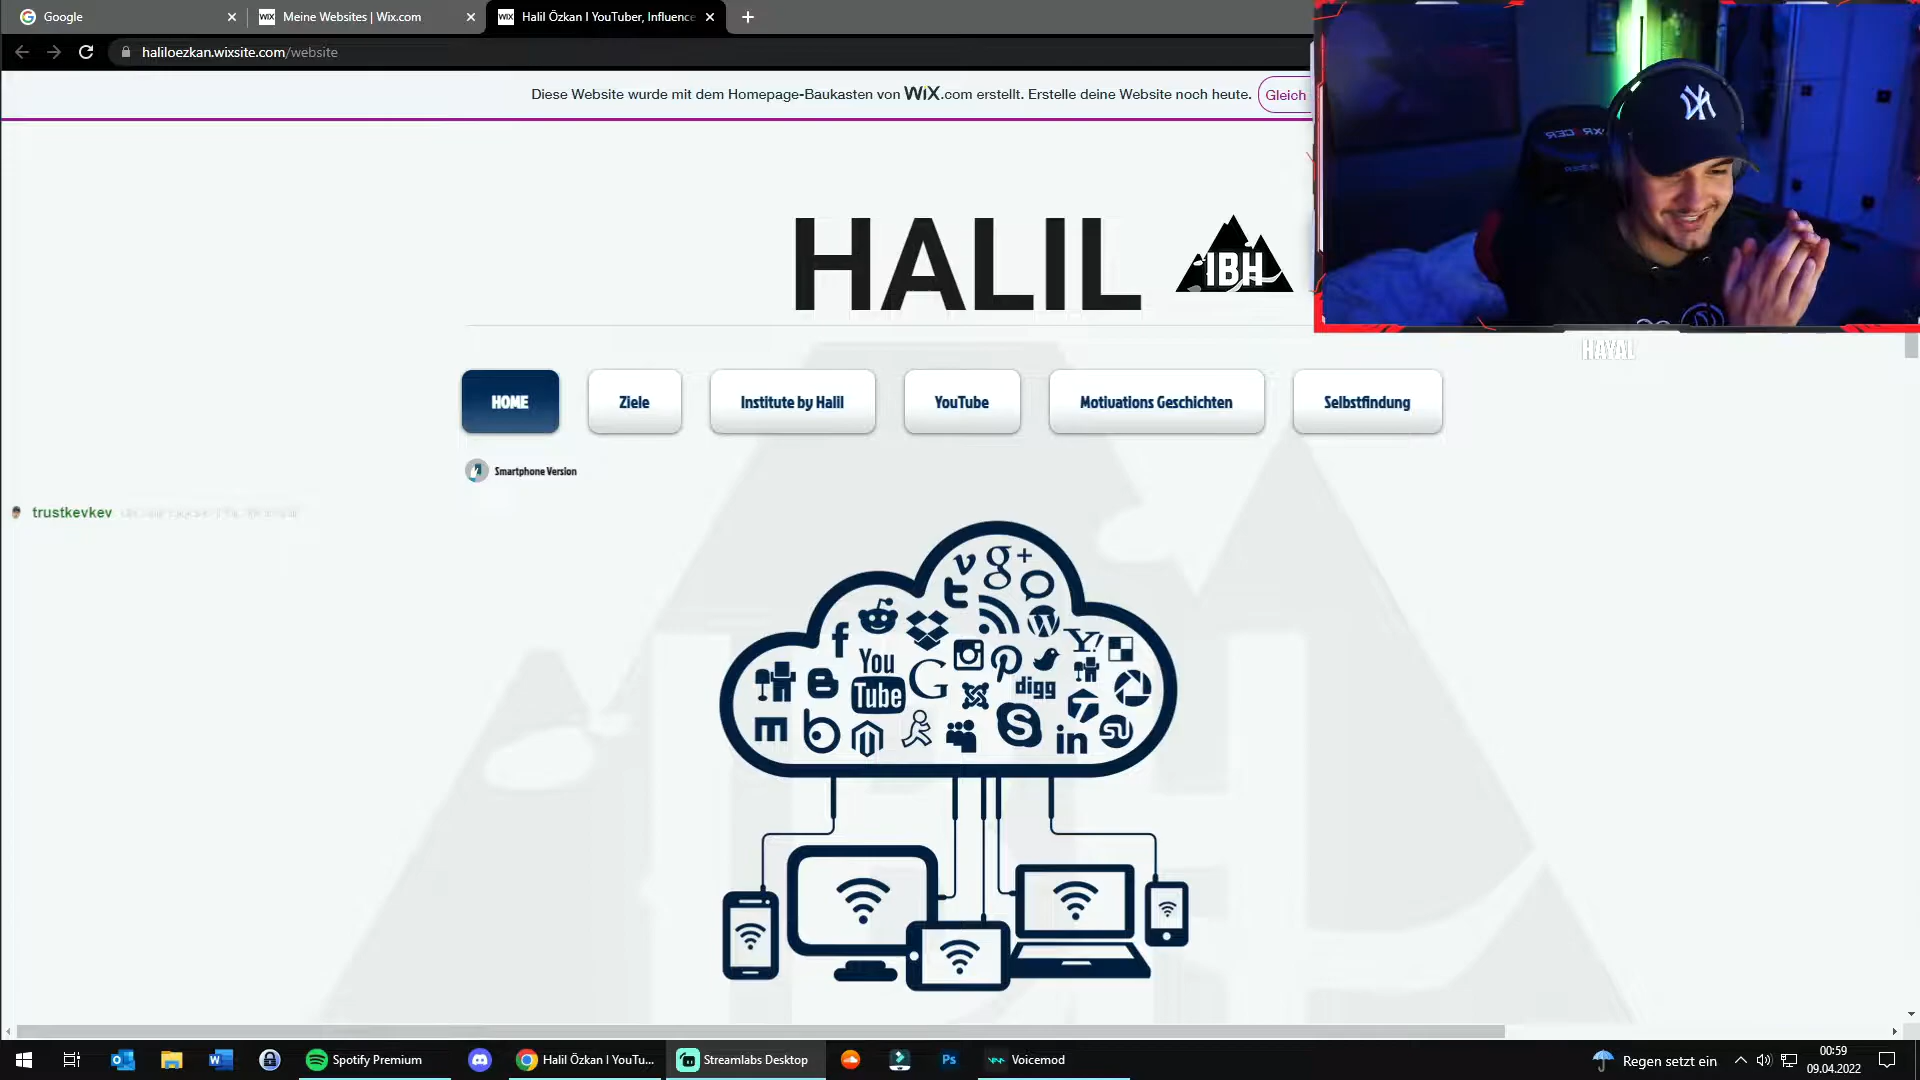 Google
Meine Websites | Wix.com
Halil Özkan I YouTuber, Influence
haliloezkan.wixsite.com/website
Diese Website wurde mit dem Homepage-Baukasten von WiX.com erstellt. Erstelle deine Website noch heute.
Gleich
HALIL
IBH
HAYAL
HOME
Ziele
Institute by Halil
YouTube
Motivations Geschichten
Selbstfindung
Smartphone Version
trustkevkev
g+
You
Tube
digg
in
Spotify Premium
Halil Özkan I YouTu...
Streamlabs Desktop
Ps
Voicemod
Regen setzt ein
00:59
09.04.2022